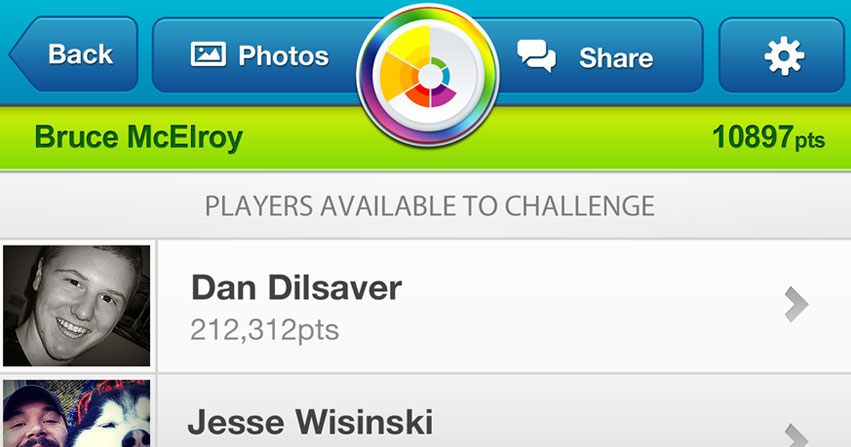 Back
Photos
Share
Bruce McElroy
10897pts
PLAYERS AVAILABLE TO CHALLENGE
Dan Dilsaver
212,312pts
Jesse Wisinski